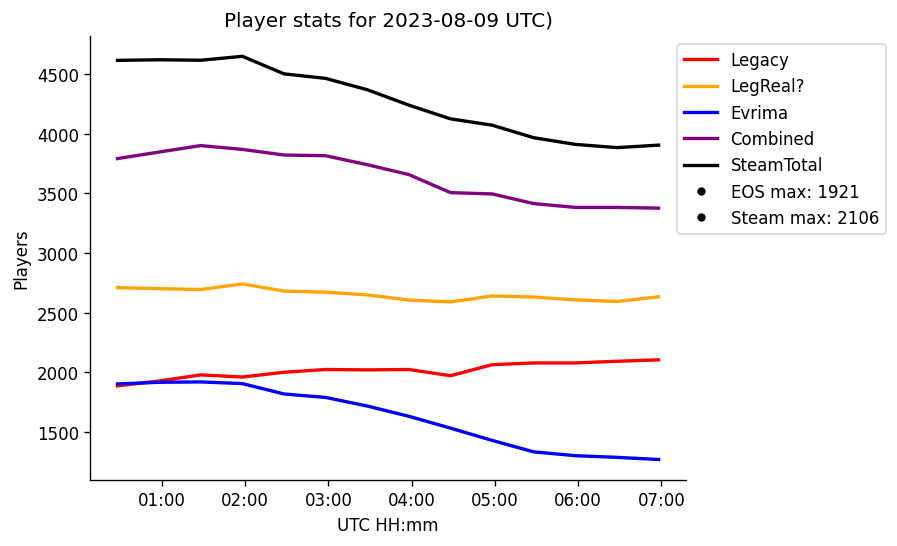 Player stats for 2023-08-09 UTC)
Legacy
LegReal?
Evrima
Combined
SteamTotal
EOS max: 1921
Steam max: 2106
Players
4500
4000
3500
3000
2500
2000
1500
01:00 02:00 03:00 04:00 05:00 06:00 07:00
UTC HH:mm